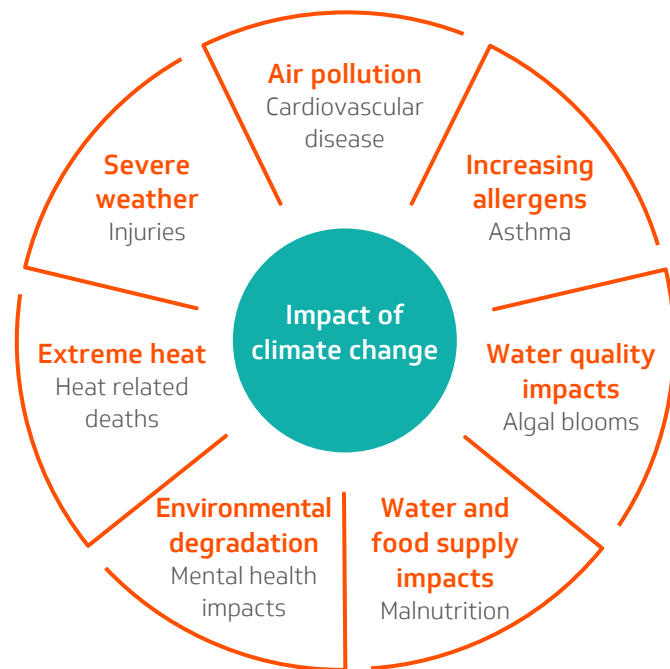 Air pollution
Cardiovascular
disease
Increasing
allergens
Asthma
Water quality
impacts
Algal blooms
Water and
food supply
impacts
Malnutrition
Environmental
degradation
Mental health
impacts
Extreme heat
Heat related
deaths
Severe
weather
Injuries
Impact of
climate change